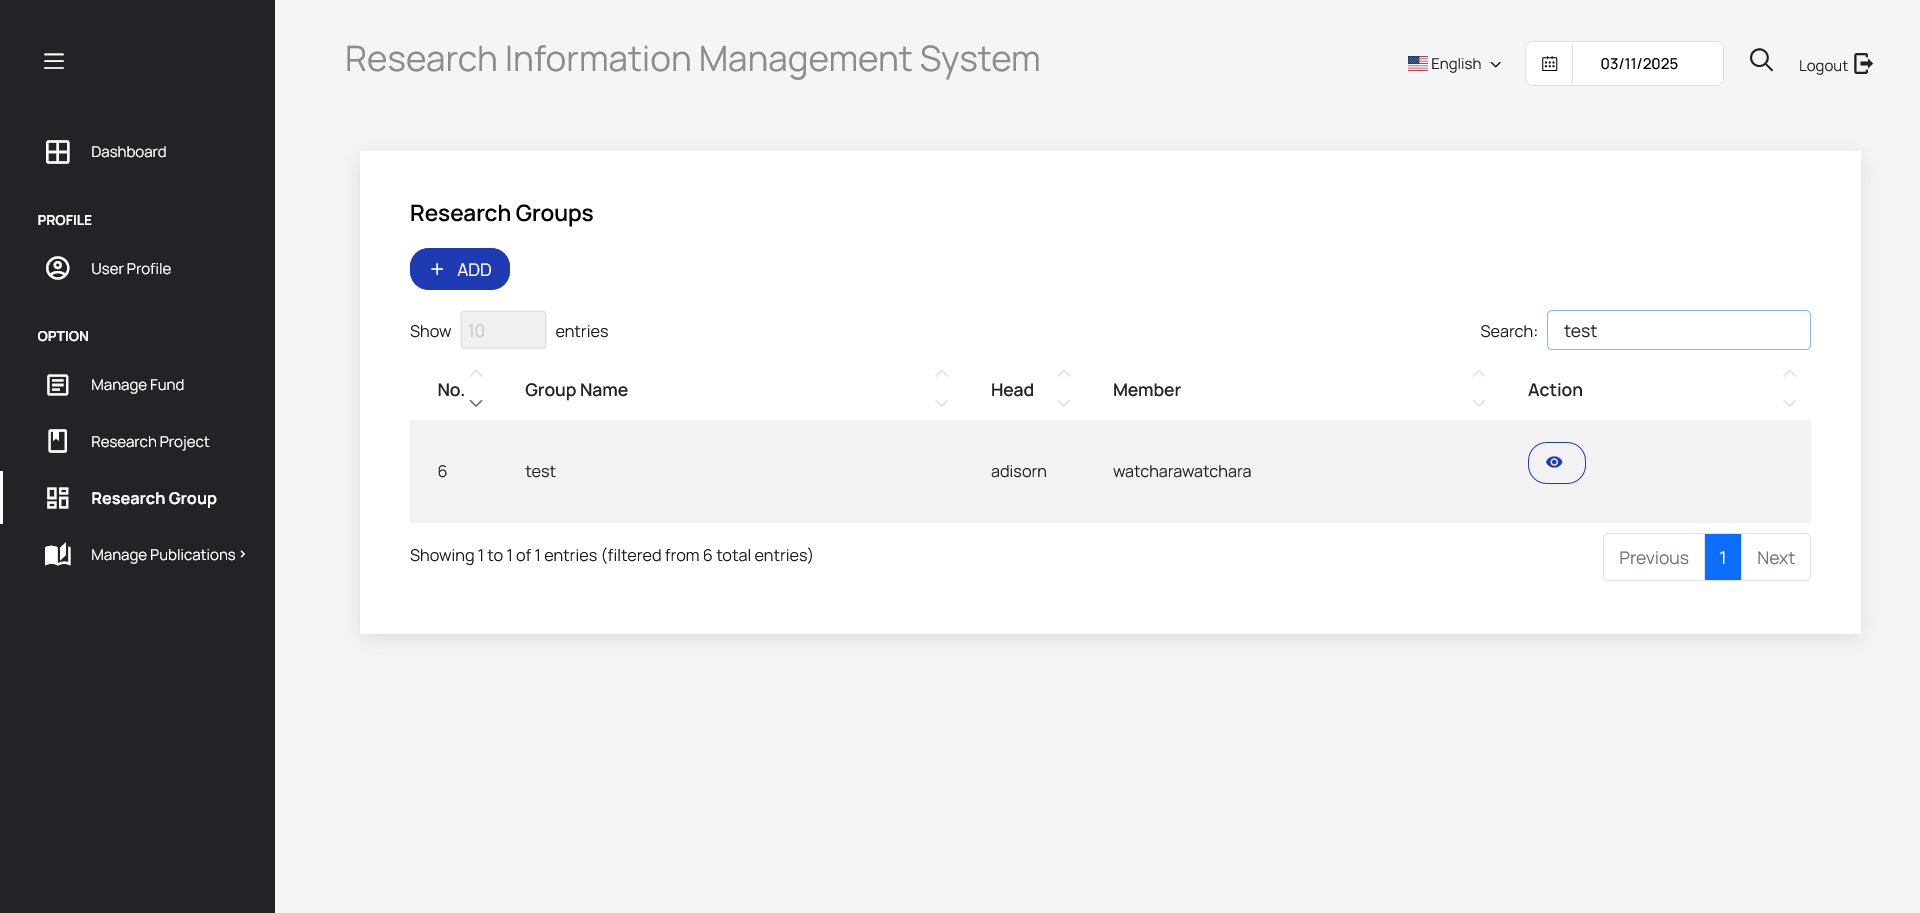 Research Information Management System
English
03/11/2025
Logout
Dashboard
PROFILE
User Profile
OPTION
Manage Fund
Research Project
Research Group
Manage Publications
Research Groups
+ ADD
Show 10 entries
Search: test
No. Group Name Head Member Action
6 test adisorn watcharawatchara
Showing 1 to 1 of 1 entries (filtered from 6 total entries)
Previous 1 Next